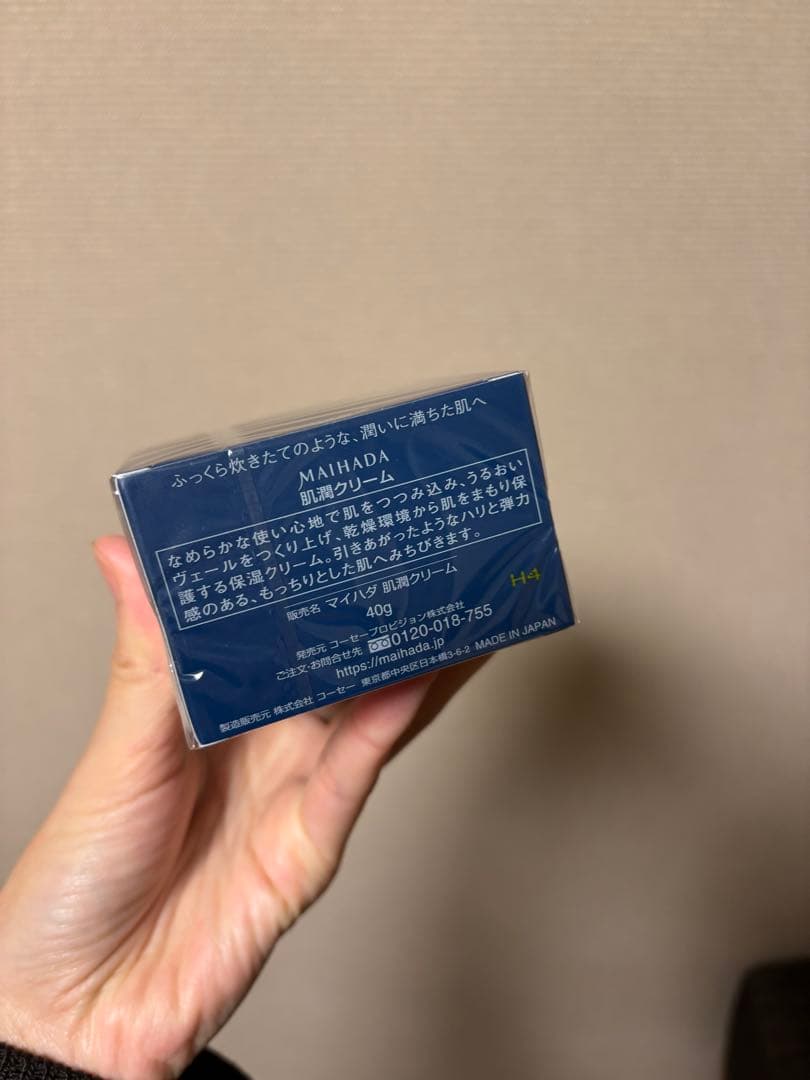 ふっくら炊きたてのような、潤いに満ちた肌へ
MAIHADA
肌潤クリーム
なめらかな使い心地で肌をつつみ込み、うるおい
ヴェールをつくり上げ、乾燥環境から肌をまもり保
護する保湿クリーム。引きあがったようなハリと弾力
感のある、もっちりとした肌へみちびきます。
販売名 マイハダ 肌潤クリーム
40g
H4
発売元 コーセープロビジョン株式会社
ご注文・お問合せ先 0120-018-755
https://maihada.jp
製造販売元 株式会社 コーセー 東京都中央区日本橋3-6-2 MADE IN JAPAN